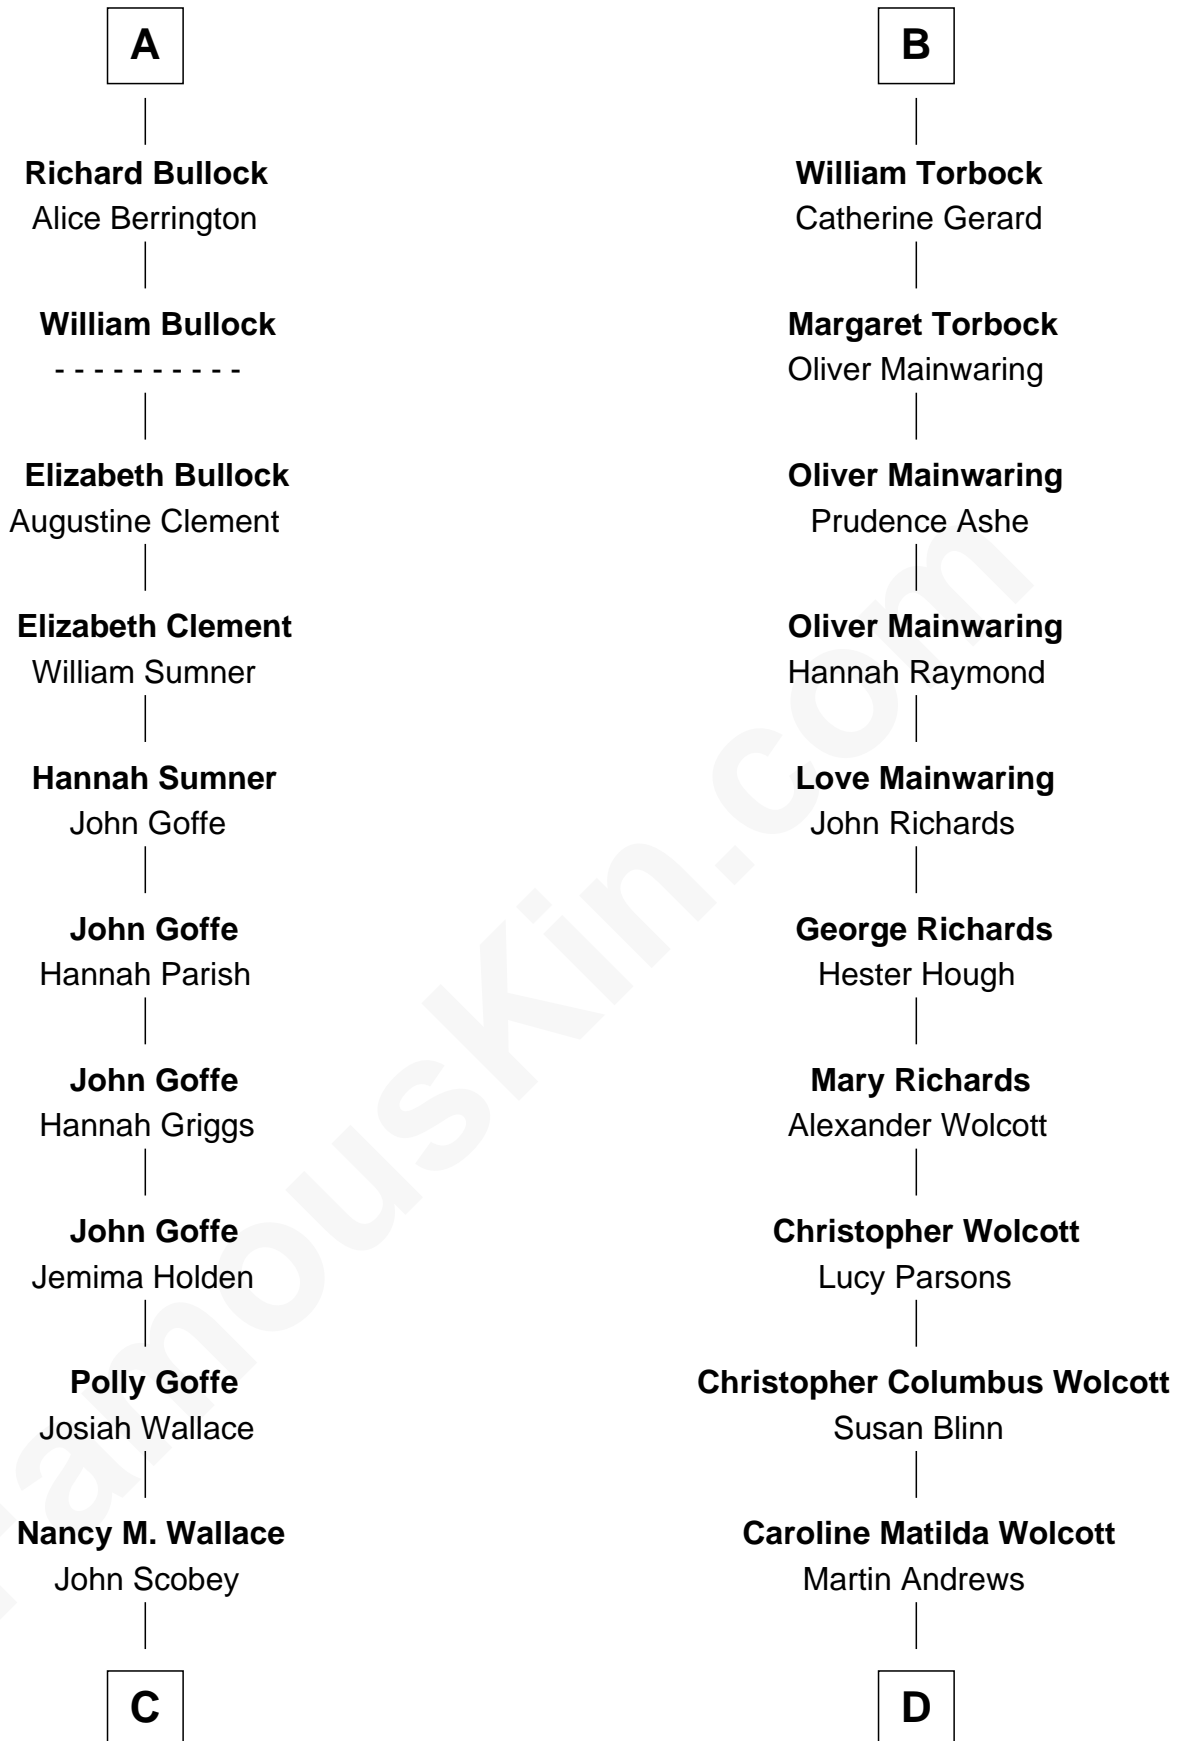 A
Richard Bullock
Alice Berrington
William Bullock
- - - - - - - - - -
Elizabeth Bullock
Augustine Clement
Elizabeth Clement
William Sumner
Hannah Sumner
John Goffe
John Goffe
Hannah Parish
John Goffe
Hannah Griggs
John Goffe
Jemima Holden
Polly Goffe
Josiah Wallace
Nancy M. Wallace
John Scobey
C
B
William Torbock
Catherine Gerard
Margaret Torbock
Oliver Mainwaring
Oliver Mainwaring
Prudence Ashe
Oliver Mainwaring
Hannah Raymond
Love Mainwaring
John Richards
George Richards
Hester Hough
Mary Richards
Alexander Wolcott
Christopher Wolcott
Lucy Parsons
Christopher Columbus Wolcott
Susan Blinn
Caroline Matilda Wolcott
Martin Andrews
D
FamousKin.com